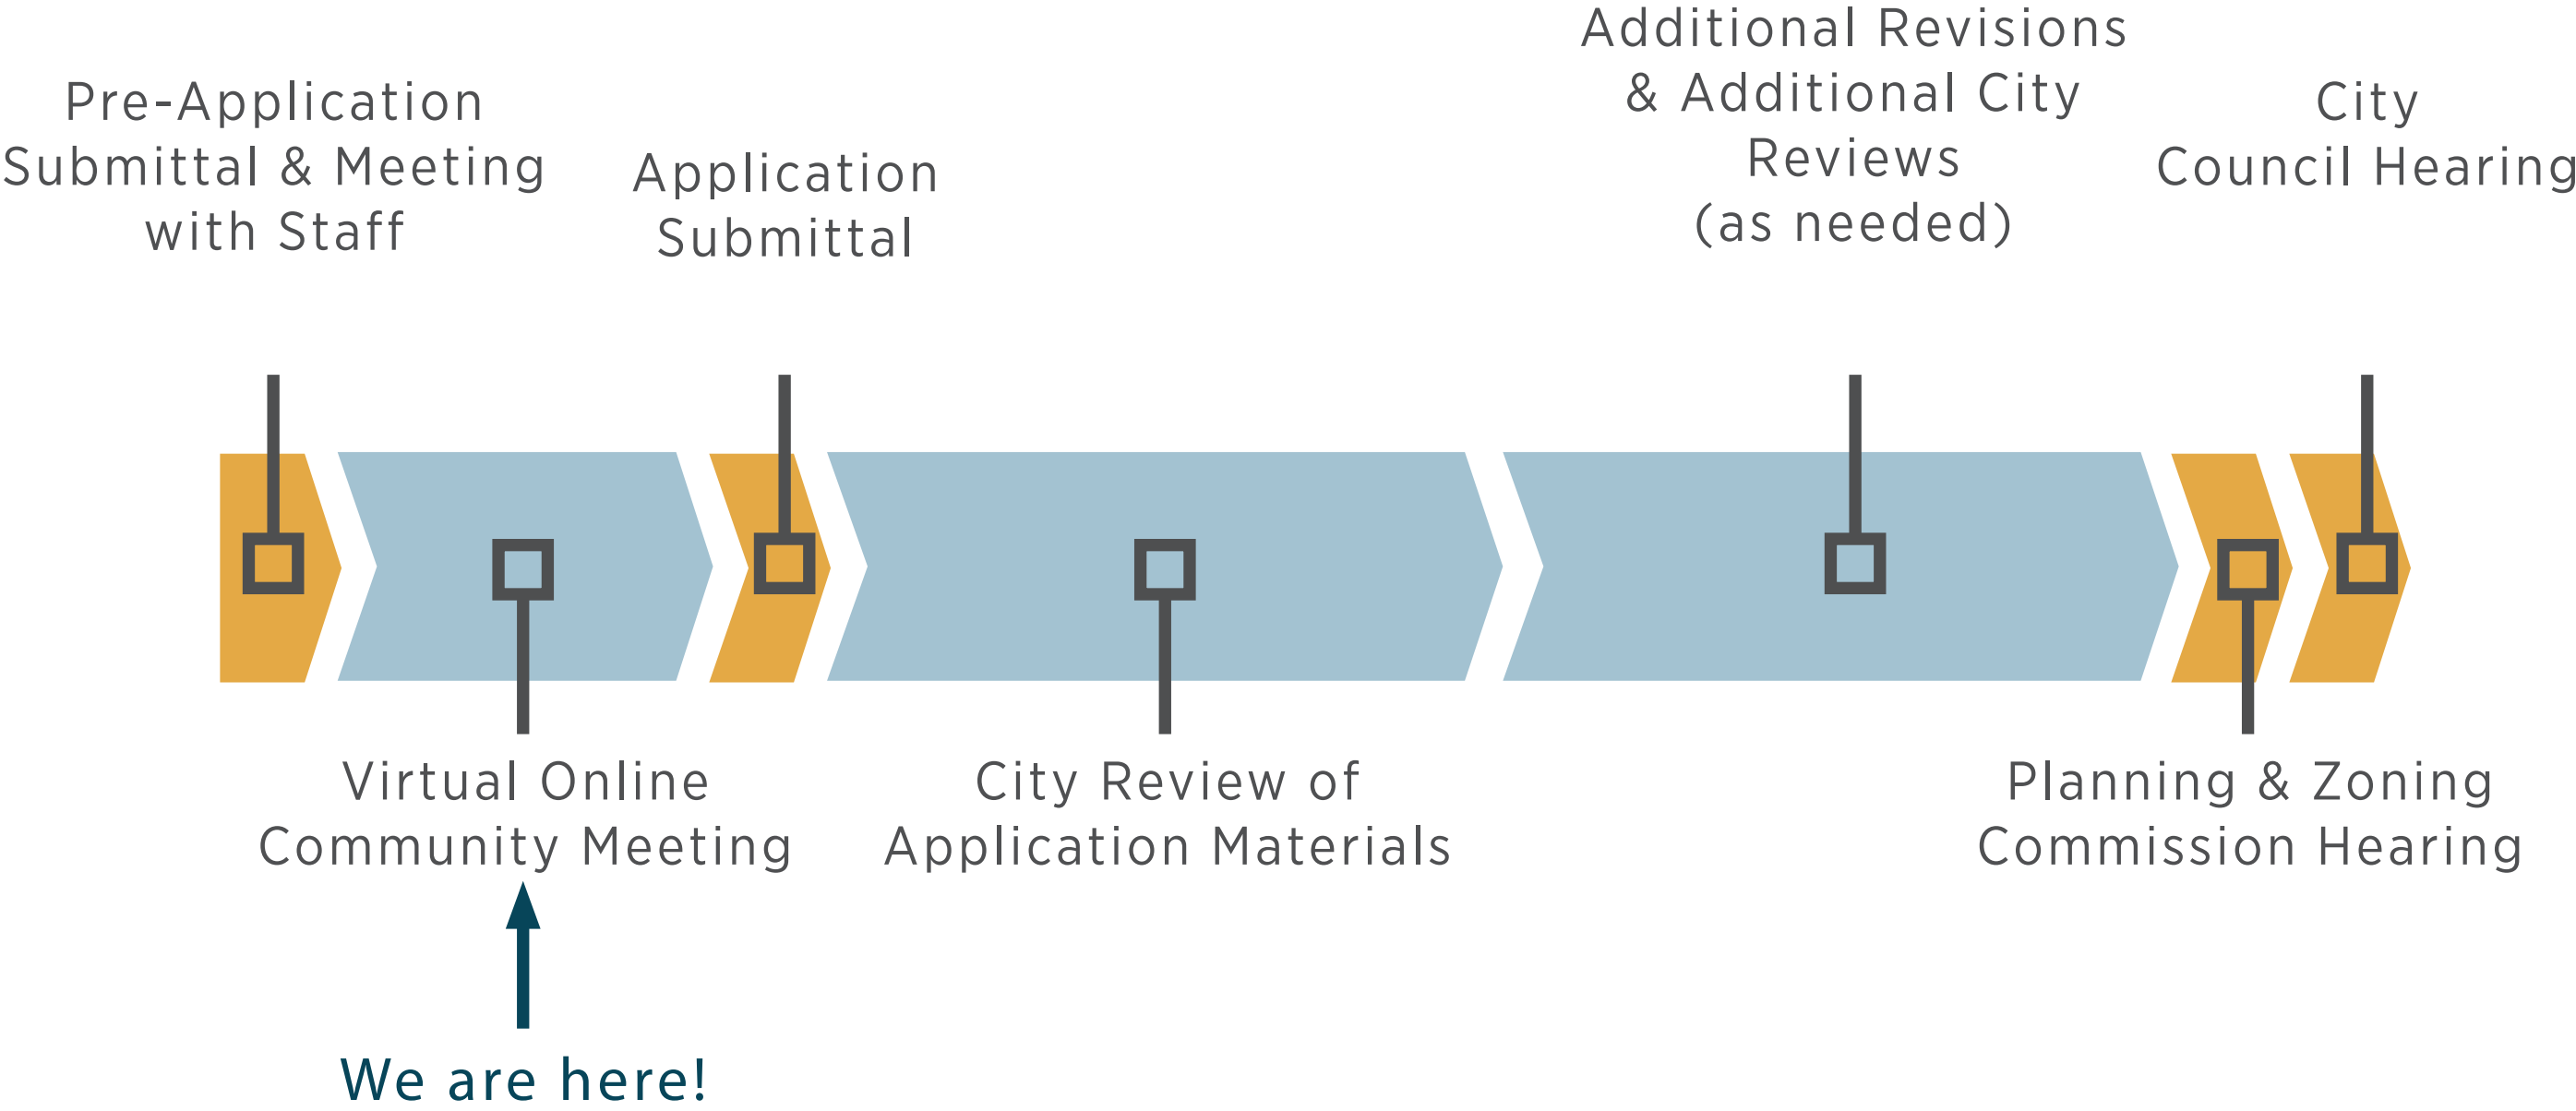 Pre-Application
Submittal & Meeting
with Staff
Application
Submittal
Additional Revisions
& Additional City
Reviews
(as needed)
City
Council Hearing
Virtual Online
Community Meeting
City Review of
Application Materials
Planning & Zoning
Commission Hearing
We are here!